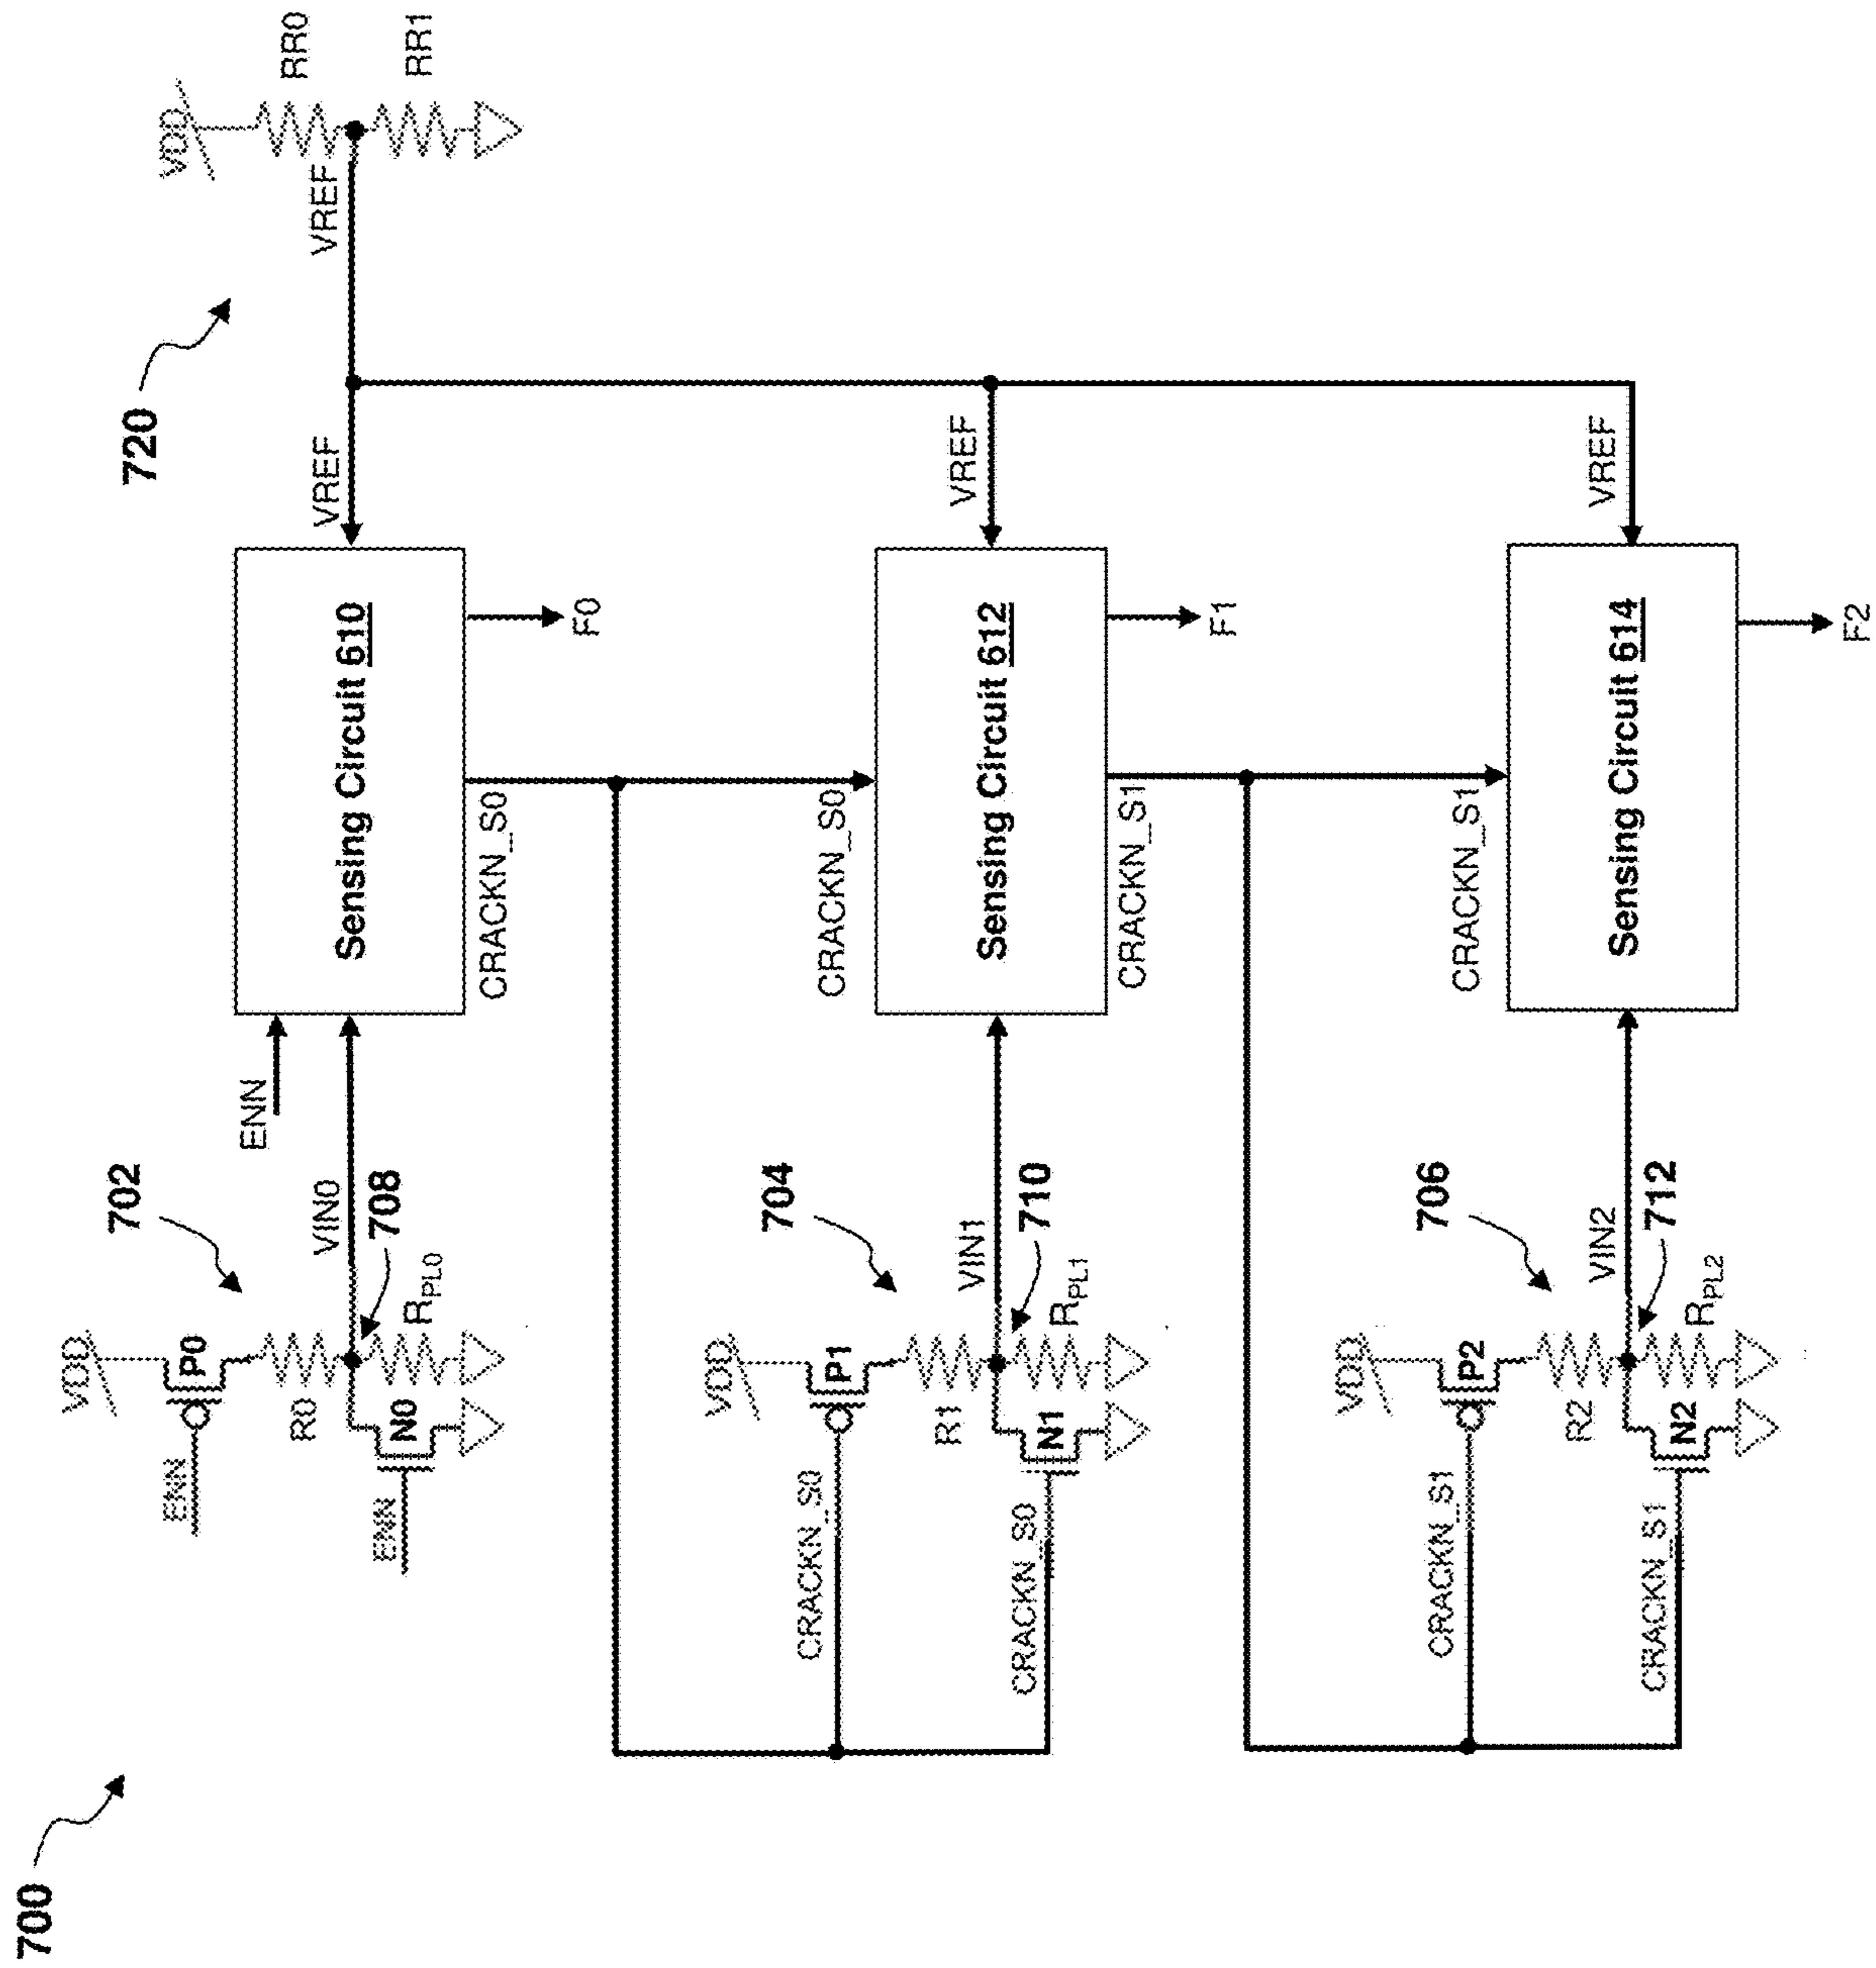 700
702
VDD
ENN
P0
R0
ENN
N0
VIN0
708
RPL0
ENN
Sensing Circuit 610
VREF
F0
CRACKN_S0
720
VREF
VDD
RR0
RR1
704
VDD
CRACKN_S0
P1
R1
CRACKN_S0
N1
VIN1
710
RPL1
CRACKN_S0
Sensing Circuit 612
VREF
F1
CRACKN_S1
706
VDD
CRACKN_S1
P2
R2
CRACKN_S1
N2
VIN2
712
RPL2
CRACKN_S1
Sensing Circuit 614
VREF
F2